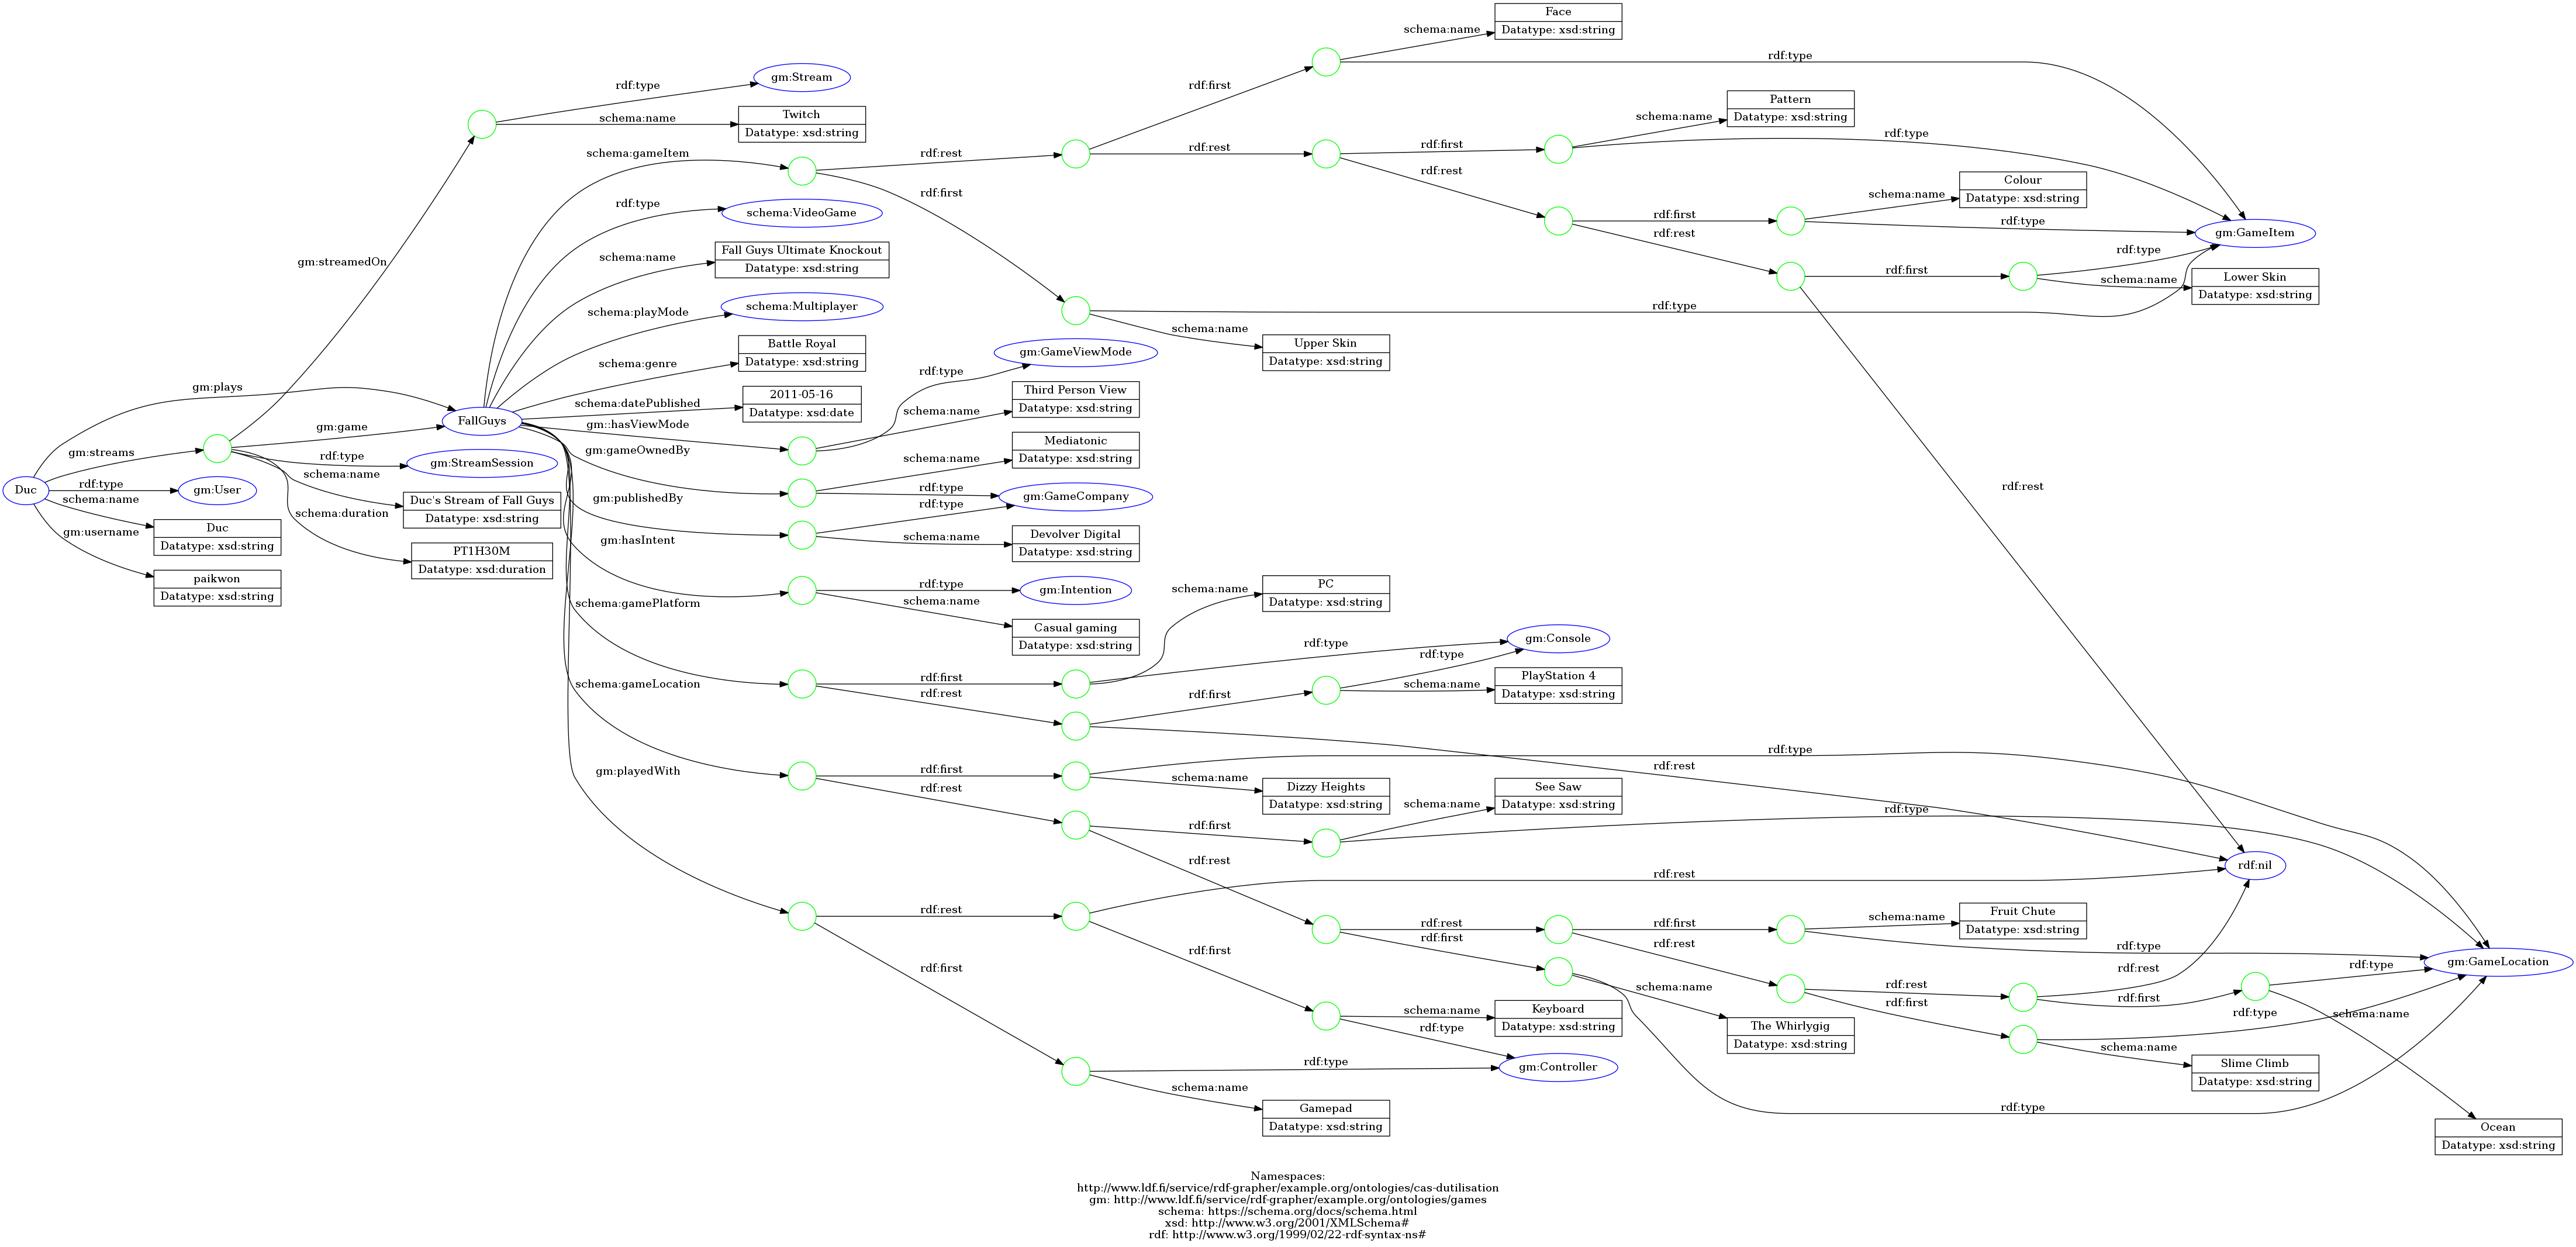 Face
schema:name
Datatype: xsd:string
rdf:type
gm:Stream
rdf:type
rdf:first
Pattern
schema:name
Datatype: xsd:string
Twitch
schema:name
Datatype: xsd:string
rdf:type
schema:gameItem
rdf:rest
rdf:rest
rdf:first
rdf:rest
Colour
schema:name
Datatype: xsd:string
rdf:first
rdf:type
rdf:type
schema:VideoGame
rdf:first
rdf:rest
gm:GameItem
gm:streamedOn
schema:name
Fall Guys Ultimate Knockout
Datatype: xsd:string
rdf:type
rdf:first
schema:name
Lower Skin
Datatype: xsd:string
schema:playMode
schema:Multiplayer
rdf:type
schema:name
Upper Skin
Datatype: xsd:string
Battle Royal
schema:genre
Datatype: xsd:string
gm:GameViewMode
rdf:type
gm:plays
2011-05-16
schema:datePublished
Datatype: xsd:date
Third Person View
schema:name
Datatype: xsd:string
FallGuys
gm:game
gm::hasViewMode
gm:streams
gm:gameOwnedBy
Mediatonic
schema:name
Datatype: xsd:string
rdf:type
gm:StreamSession
schema:name
Duc
rdf:type
gm:User
schema:name
Duc's Stream of Fall Guys
Datatype: xsd:string
gm:publishedBy
rdf:type
gm:GameCompany
rdf:type
rdf:rest
schema:duration
Duc
Datatype: xsd:string
gm:username
gm:hasIntent
schema:name
Devolver Digital
Datatype: xsd:string
PT1H30M
Datatype: xsd:duration
paikwon
Datatype: xsd:string
rdf:type
gm:Intention
schema:name
PC
Datatype: xsd:string
schema:gamePlatform
schema:name
Casual gaming
Datatype: xsd:string
rdf:type
gm:Console
rdf:type
schema:gameLocation
rdf:first
rdf:rest
rdf:first
schema:name
PlayStation 4
Datatype: xsd:string
gm:playedWith
rdf:first
rdf:rest
rdf:type
rdf:rest
schema:name
Dizzy Heights
Datatype: xsd:string
schema:name
See Saw
Datatype: xsd:string
rdf:first
rdf:type
rdf:rest
rdf:rest
rdf:nil
rdf:rest
rdf:rest
rdf:first
rdf:first
rdf:rest
schema:name
Fruit Chute
Datatype: xsd:string
rdf:type
gm:GameLocation
rdf:first
rdf:first
rdf:rest
rdf:type
schema:name
rdf:rest
rdf:first
rdf:first
rdf:type
schema:name
schema:name
Keyboard
Datatype: xsd:string
rdf:type
The Whirlygig
Datatype: xsd:string
schema:name
Slime Climb
Datatype: xsd:string
rdf:type
gm:Controller
schema:name
Gamepad
Datatype: xsd:string
rdf:type
Ocean
Datatype: xsd:string
Namespaces:
http://www.ldf.fi/service/rdf-grapher/example.org/ontologies/cas-dutilisation
gm: http://www.ldf.fi/service/rdf-grapher/example.org/ontologies/games
schema: https://schema.org/docs/schema.html
xsd: http://www.w3.org/2001/XMLSchema#
rdf: http://www.w3.org/1999/02/22-rdf-syntax-ns#